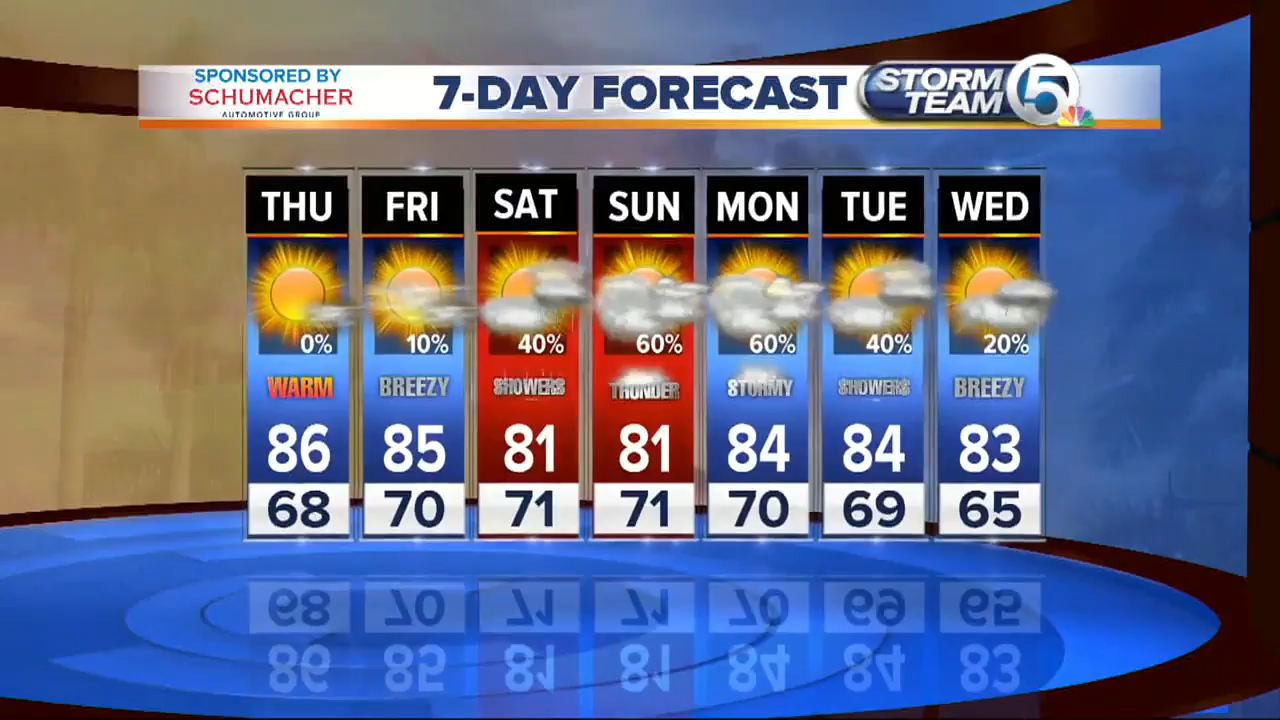 SPONSORED BY
SCHUMACHER
AUTOMOTIVE GROUP
7-DAY FORECAST
STORM
TEAM
5
THU FRI SAT SUN MON TUE WED
0% 10% 40% 60% 60% 40% 20%
WARM BREEZY SHOWERS THUNDER STORMY SHOWERS BREEZY
86 85 81 81 84 84 83
68 70 71 71 70 69 65